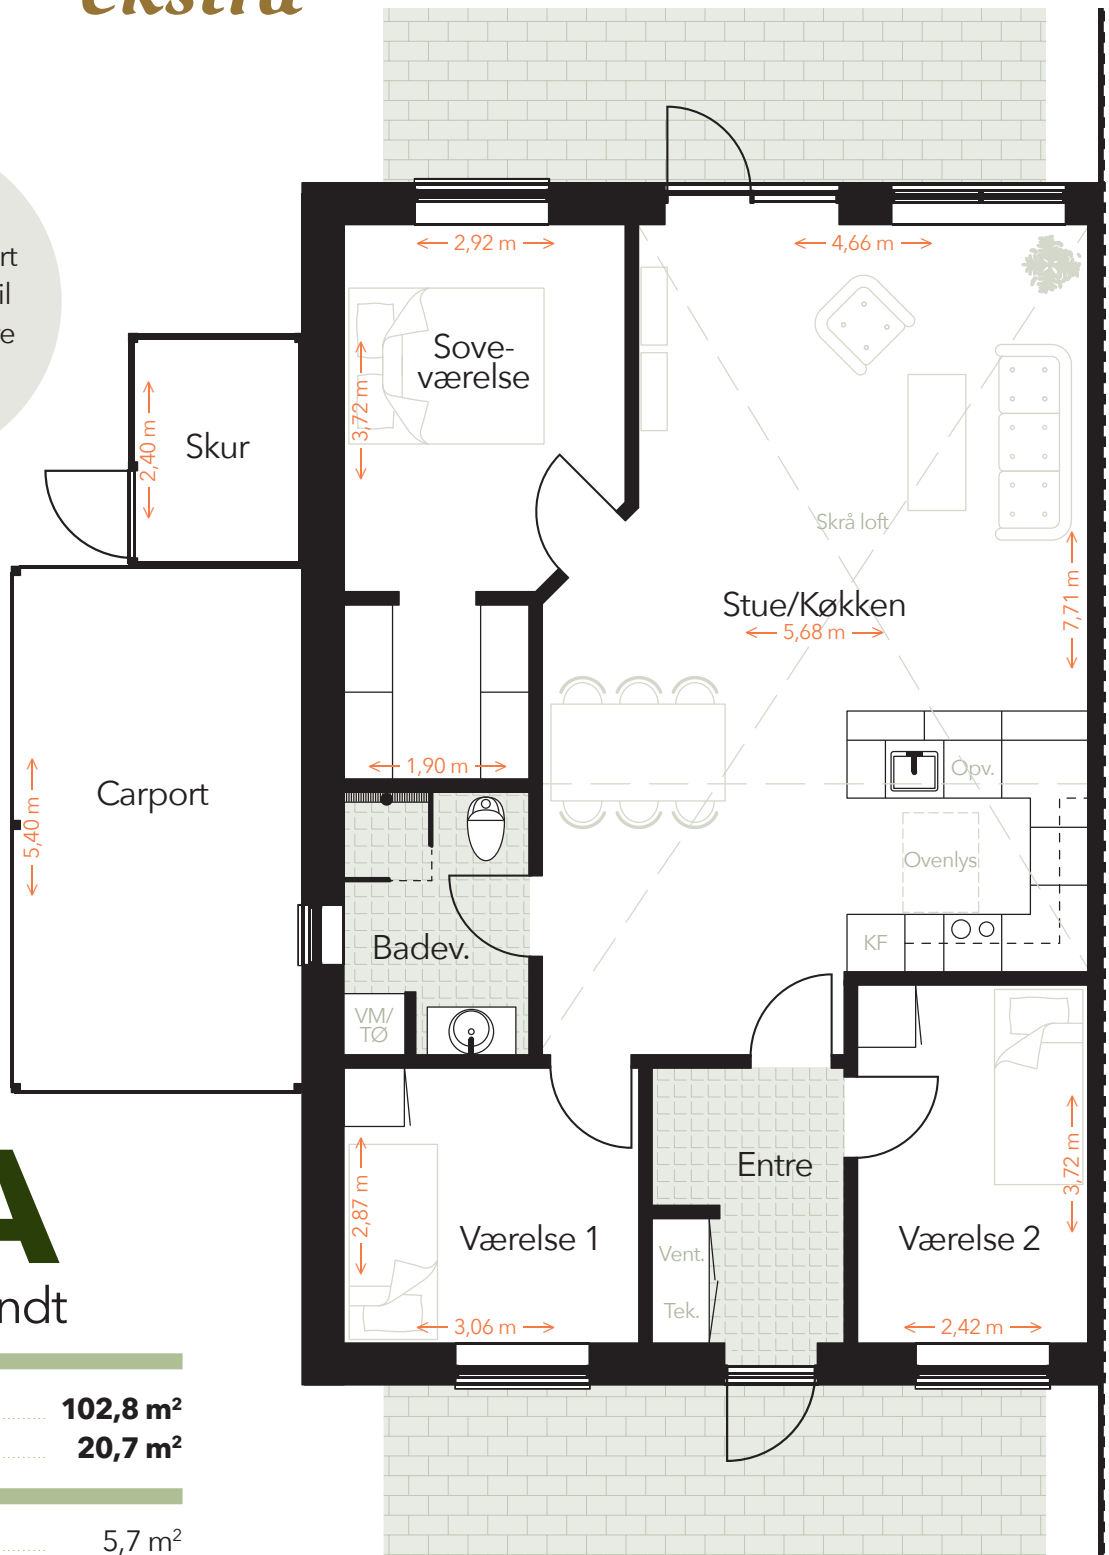 ekstra
rt
il
e
2,92 m
4,66 m
Sove-
værelse
3,72 m
2,40 m
Skur
Skrå loft
Stue/Køkken
5,68 m
7,71 m
1,90 m
Opv.
Carport
5,40 m
Ovenlys
KF
Badev.
VM/
TØ
Entre
2,87 m
3,72 m
Værelse 1
Værelse 2
Vent.
Tek.
3,06 m
2,42 m
A
ndt
102,8 m²
20,7 m²
5,7 m²